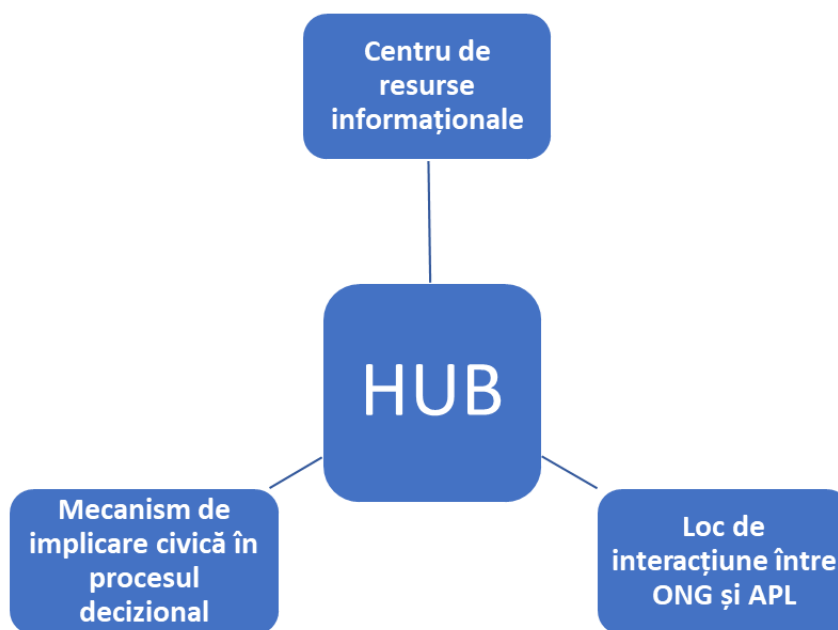 Centru de
resurse
informaționale
HUB
Mecanism de
implicare civică în
procesul
decizional
Loc de
interacțiune între
ONG și APL